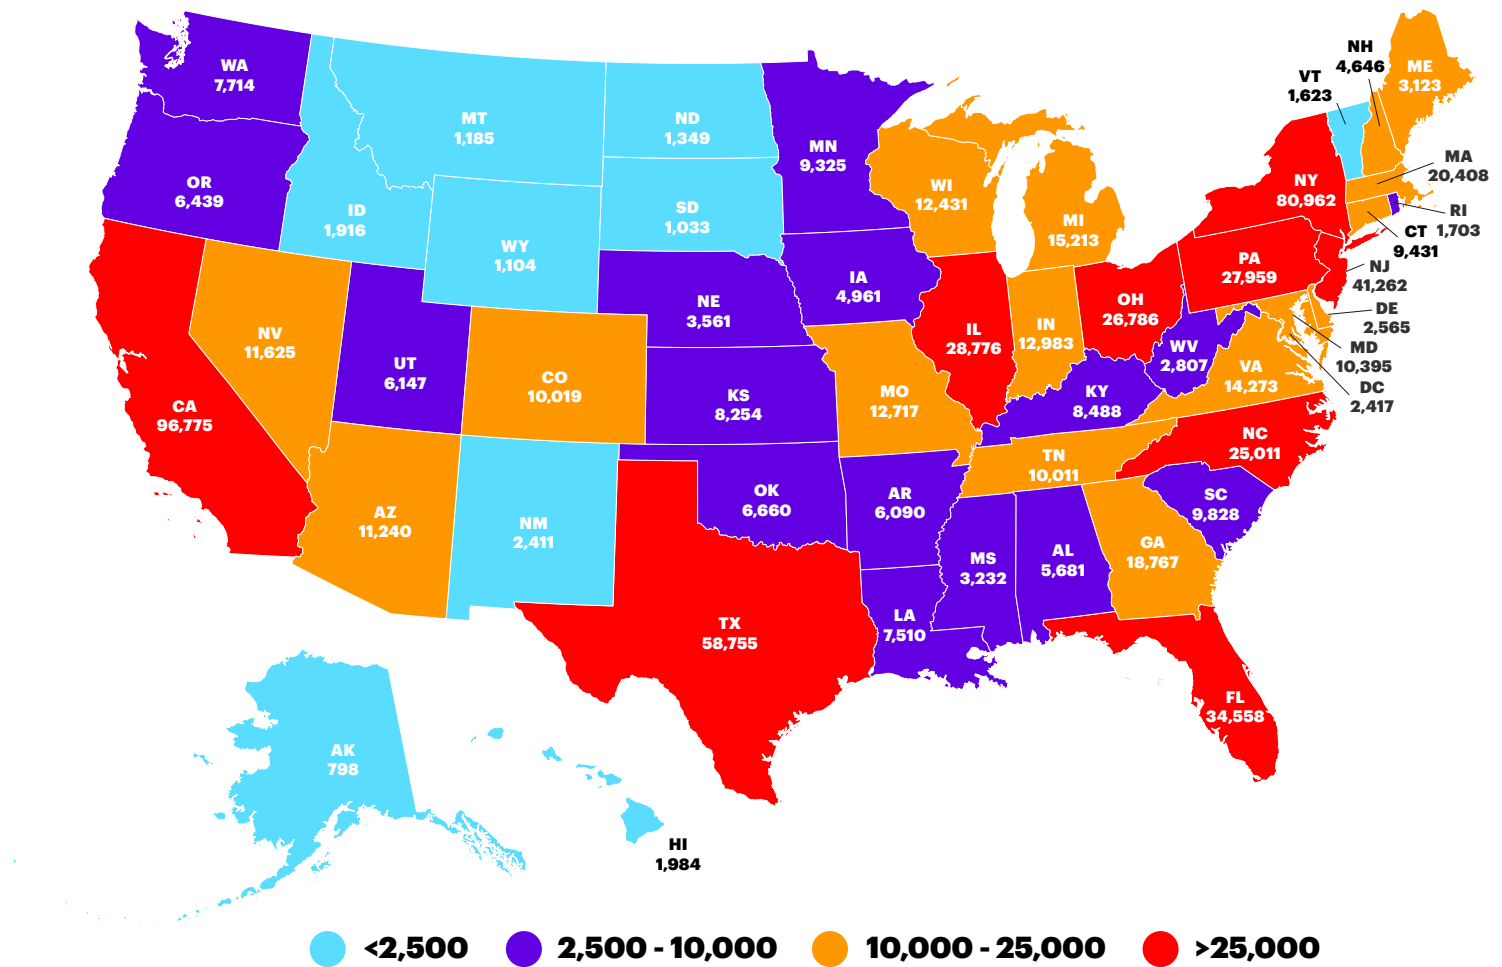 NH
4,646
ME
3,123
VT
1,623
WA
7,714
MT
1,185
ND
1,349
MN
9,325
MA
20,408
OR
6,439
ID
1,916
SD
1,033
WI
12,431
MI
15,213
NY
80,962
RI
1,703
CT
9,431
WY
1,104
IA
4,961
PA
27,959
NJ
41,262
NE
3,561
OH
26,786
DE
2,565
NV
11,625
IL
28,776
IN
12,983
WV
2,807
MD
10,395
UT
6,147
CO
10,019
KS
8,254
MO
12,717
KY
8,488
VA
14,273
DC
2,417
CA
96,775
TN
10,011
NC
25,011
AZ
11,240
NM
2,411
OK
6,660
AR
6,090
SC
9,828
MS
3,232
AL
5,681
GA
18,767
TX
58,755
LA
7,510
FL
34,558
AK
798
HI
1,984
<2,500
2,500 - 10,000
10,000 - 25,000
>25,000